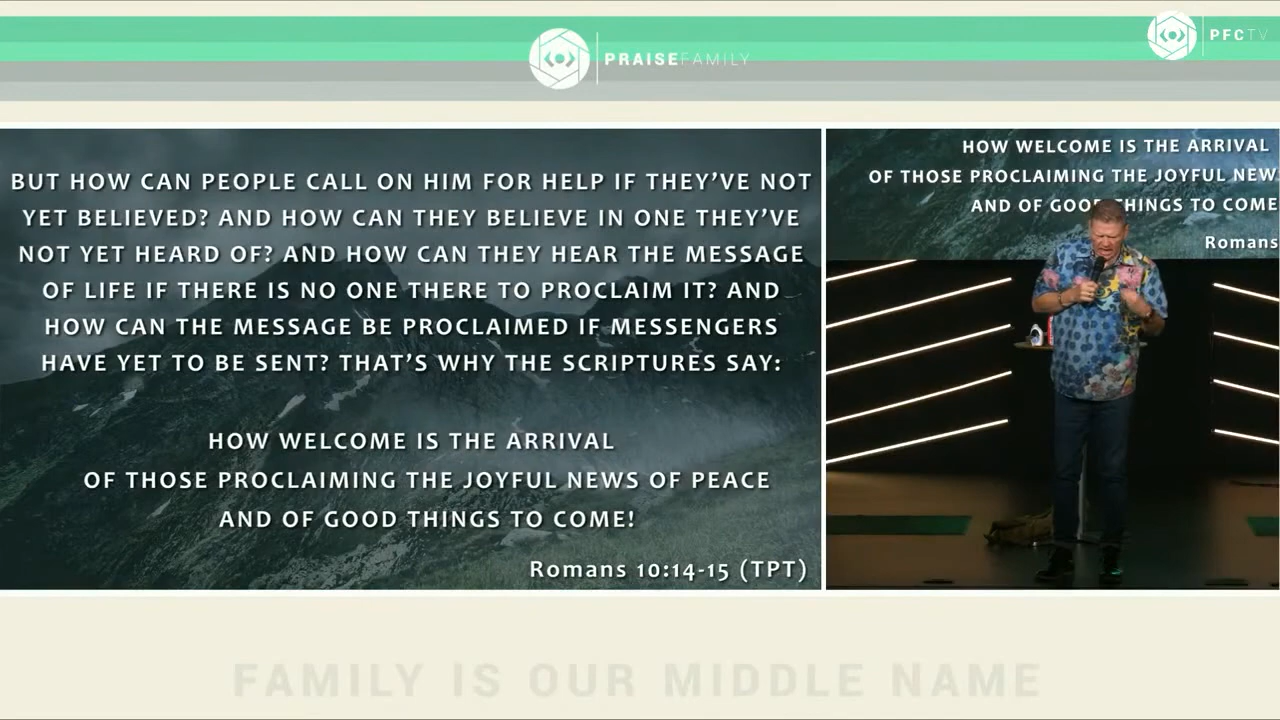 PRAISEFAMILY
PFCTV
BUT HOW CAN PEOPLE CALL ON HIM FOR HELP IF THEY'VE NOT
YET BELIEVED? AND HOW CAN THEY BELIEVE IN ONE THEY'VE
NOT YET HEARD OF? AND HOW CAN THEY HEAR THE MESSAGE
OF LIFE IF THERE IS NO ONE THERE TO PROCLAIM IT? AND
HOW CAN THE MESSAGE BE PROCLAIMED IF MESSENGERS
HAVE YET TO BE SENT? THAT'S WHY THE SCRIPTURES SAY:
HOW WELCOME IS THE ARRIVAL
OF THOSE PROCLAIMING THE JOYFUL NEWS OF PEACE
AND OF GOOD THINGS TO COME!
Romans 10:14-15 (TPT)
HOW WELCOME IS THE ARRIVAL
OF THOSE PROCLAIMING THE JOYFUL NEW
AND OF GOOD THINGS TO COME
Romans
FAMILY IS OUR MIDDLE NAME